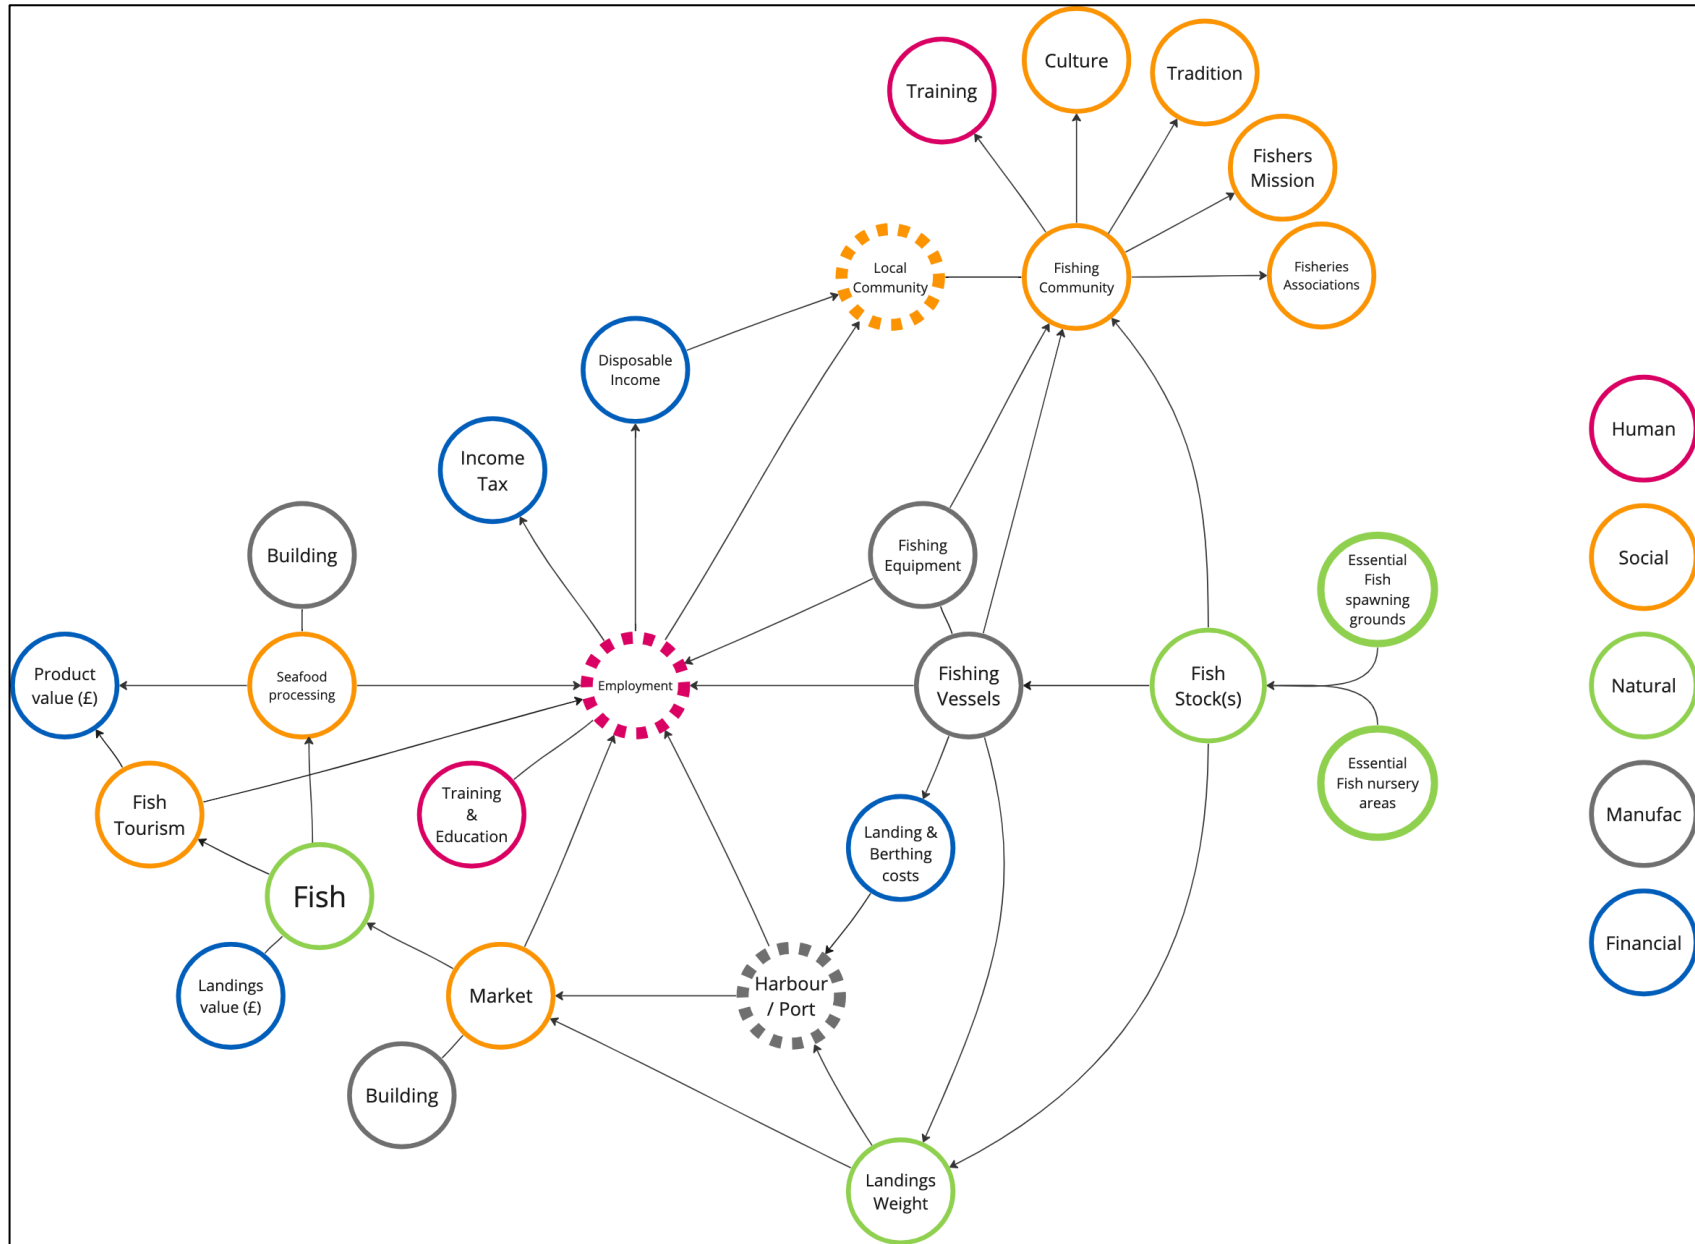 Culture
Tradition
Training
Fishers
Mission
Local
Community
Fishing
Community
Fisheries
Associations
Disposable
Income
Human
Income
Tax
Building
Fishing
Equipment
Essential
Fish
spawning
grounds
Social
Product
value (£)
Seafood
processing
Employment
Fishing
Vessels
Fish
Stock(s)
Natural
Fish
Tourism
Training
&
Education
Landing &
Berthing
costs
Essential
Fish nursery
areas
Manufac
Fish
Landings
value (£)
Market
Harbour
/ Port
Financial
Building
Landings
Weight